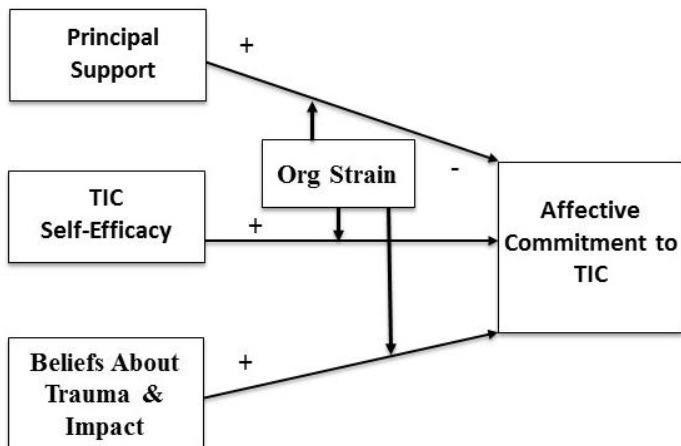 Principal
Support
+
Org Strain
-
TIC
Self-Efficacy
+
Affective
Commitment to
TIC
Beliefs About
Trauma &
Impact
+